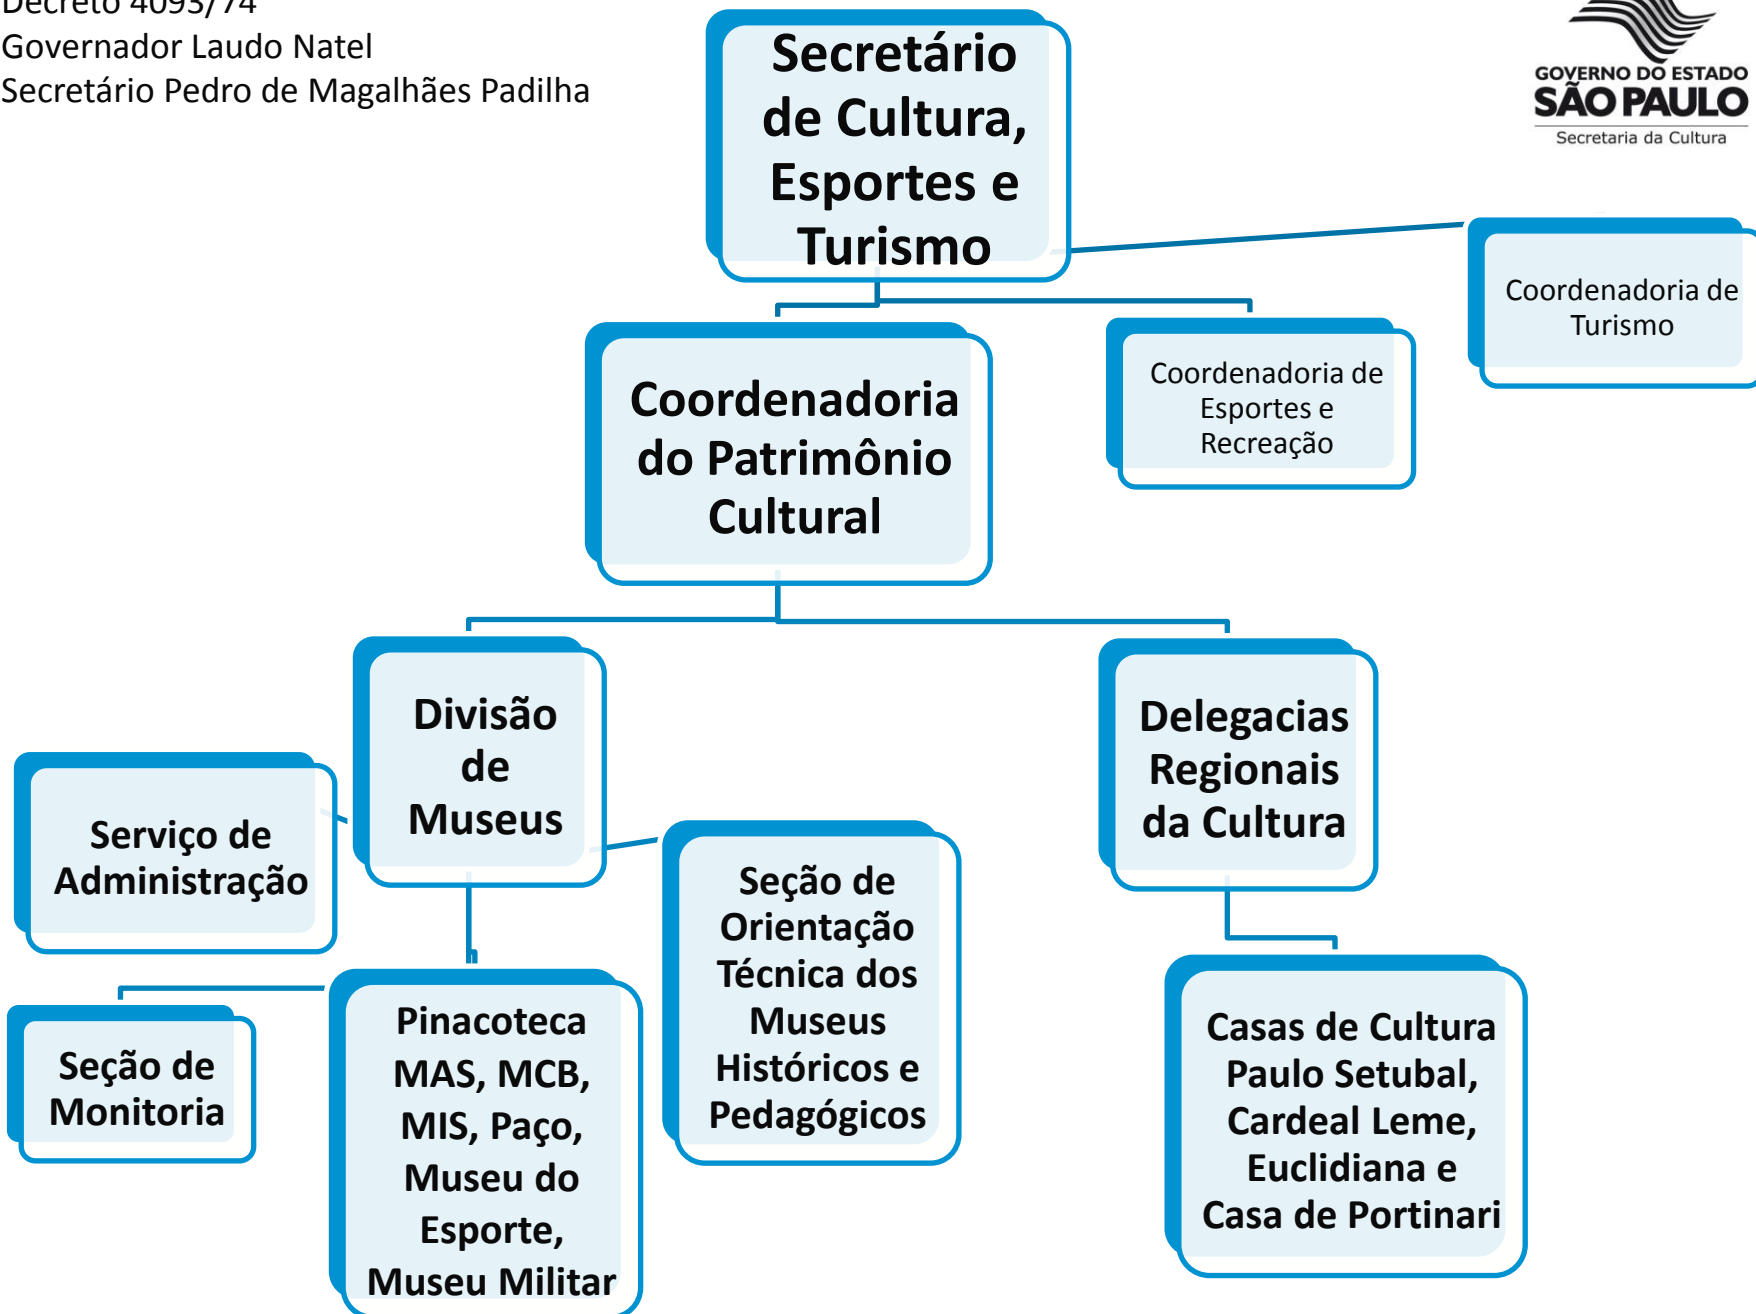 Decreto 4093/74
Governador Laudo Natel
Secretário Pedro de Magalhães Padilha
GOVERNO DO ESTADO
SÃO PAULO
Secretaria da Cultura
Secretário
de Cultura,
Esportes e
Turismo
Coordenadoria de
Turismo
Coordenadoria
do Patrimônio
Cultural
Coordenadoria de
Esportes e
Recreação
Divisão
de
Museus
Delegacias
Regionais
da Cultura
Serviço de
Administração
Seção de
Orientação
Técnica dos
Museus
Históricos e
Pedagógicos
Seção de
Monitoria
Pinacoteca
MAS, MCB,
MIS, Paço,
Museu do
Esporte,
Museu Militar
Casas de Cultura
Paulo Setubal,
Cardeal Leme,
Euclidiana e
Casa de Portinari